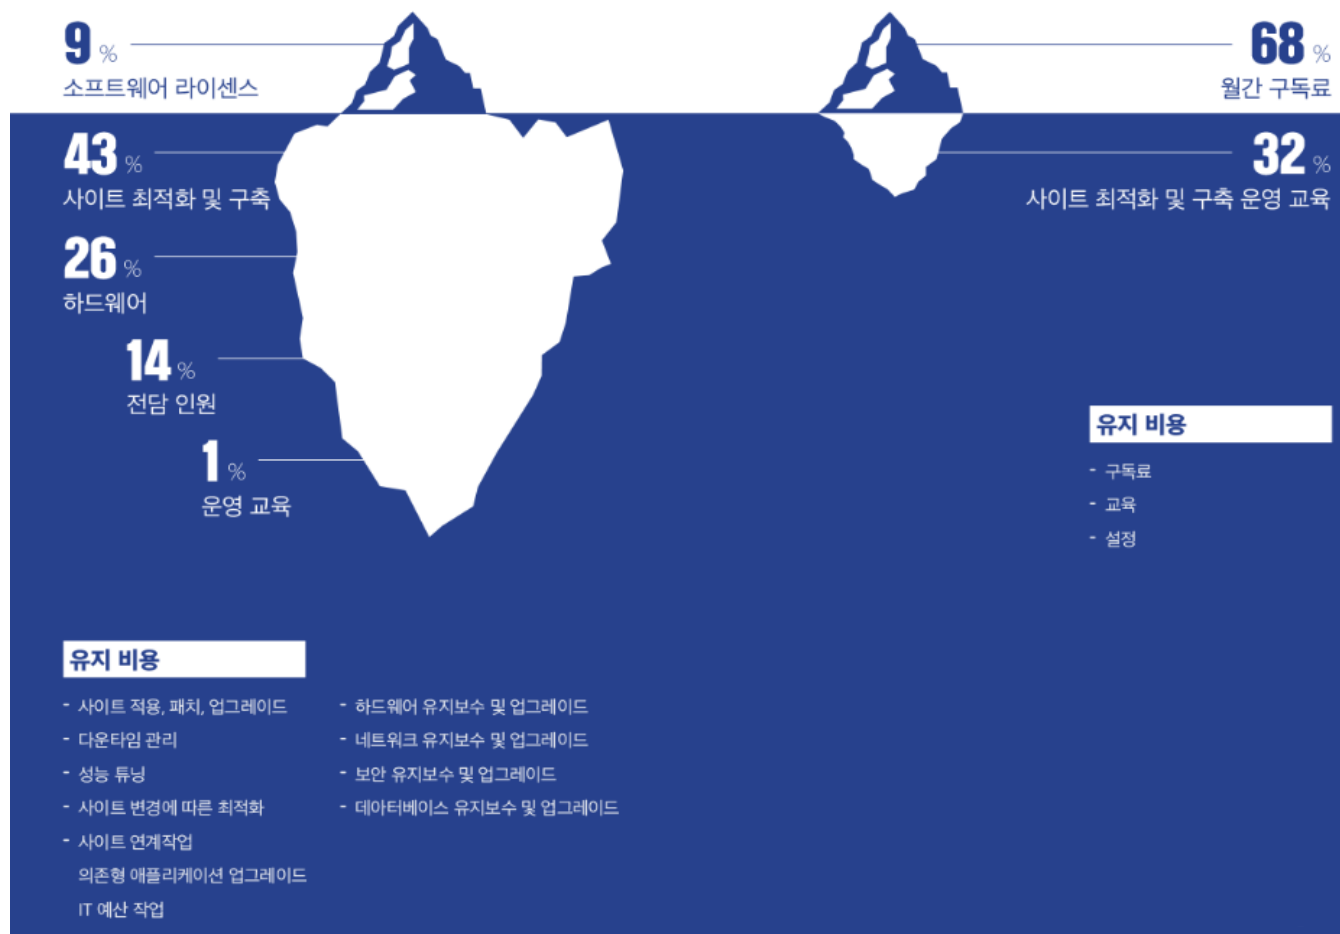 9 %
소프트웨어 라이센스
43 %
사이트 최적화 및 구축
26 %
하드웨어
14 %
전담 인원
1 %
운영 교육
68 %
월간 구독료
32 %
사이트 최적화 및 구축 운영 교육
유지 비용
- 구독료
- 교육
- 설정
유지 비용
- 사이트 적용, 패치, 업그레이드
- 다운타임 관리
- 성능 튜닝
- 사이트 변경에 따른 최적화
- 사이트 연계작업
의존형 애플리케이션 업그레이드
IT 예산 작업
- 하드웨어 유지보수 및 업그레이드
- 네트워크 유지보수 및 업그레이드
- 보안 유지보수 및 업그레이드
- 데아터베이스 유지보수 및 업그레이드